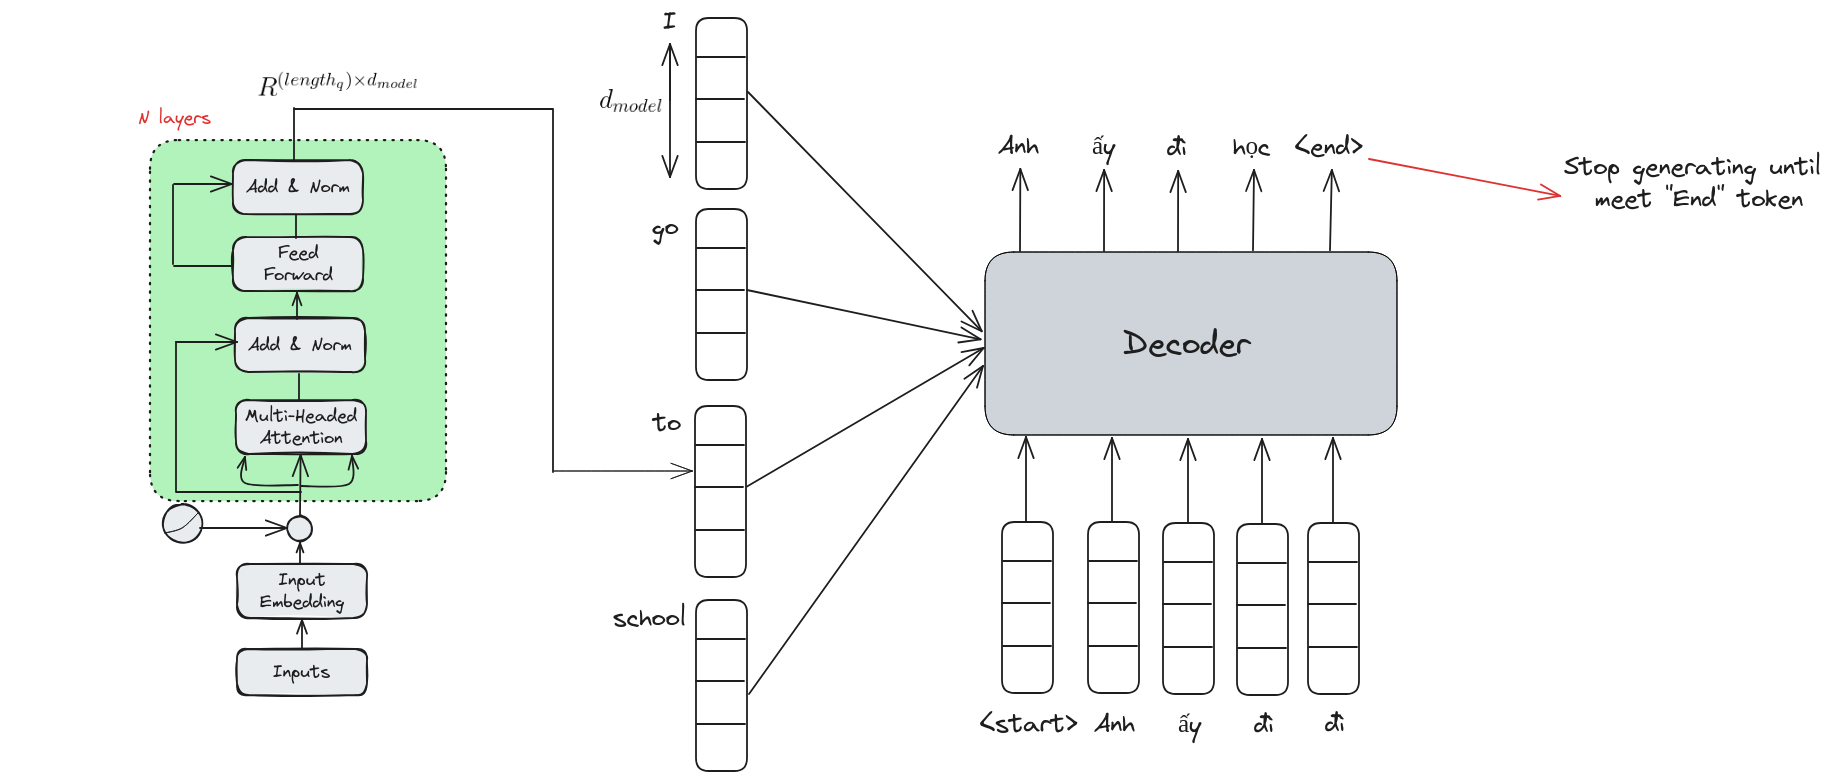 R^{(length_q)×d_{model}}
N layers
Add & Norm
Feed
Forward
Add & Norm
Multi-Headed
Attention
Input
Embedding
Inputs
I
d_{model}
go
to
school
Anh ấy đi học <end>
Decoder
<start> Anh ấy đi đi
Stop generating until
meet "End" token